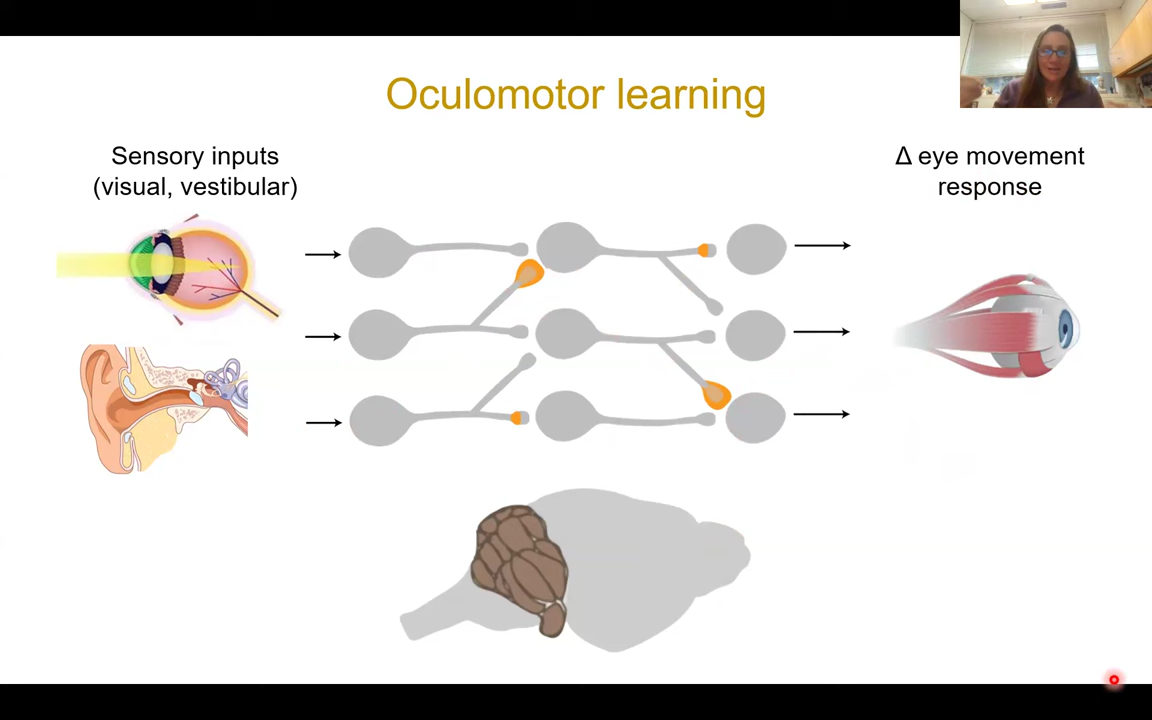 Oculomotor learning
Sensory inputs
(visual, vestibular)
Δ eye movement
response